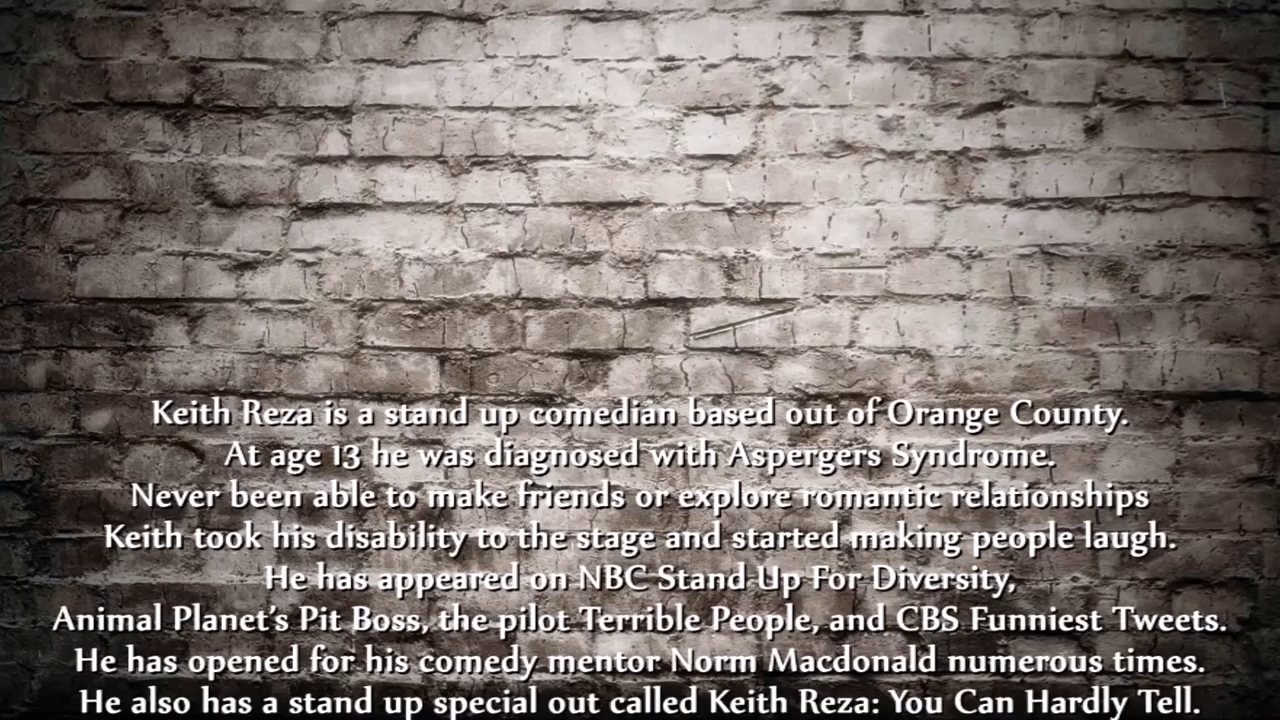 Keith Reza is a stand up comedian based out of Orange County.
At age 13 he was diagnosed with Aspergers Syndrome.
Never been able to make friends or explore romantic relationships
Keith took his disability to the stage and started making people laugh.
He has appeared on NBC Stand Up For Diversity,
Animal Planet's Pit Boss, the pilot Terrible People, and CBS Funniest Tweets.
He has opened for his comedy mentor Norm Macdonald numerous times.
He also has a stand up special out called Keith Reza: You Can Hardly Tell.